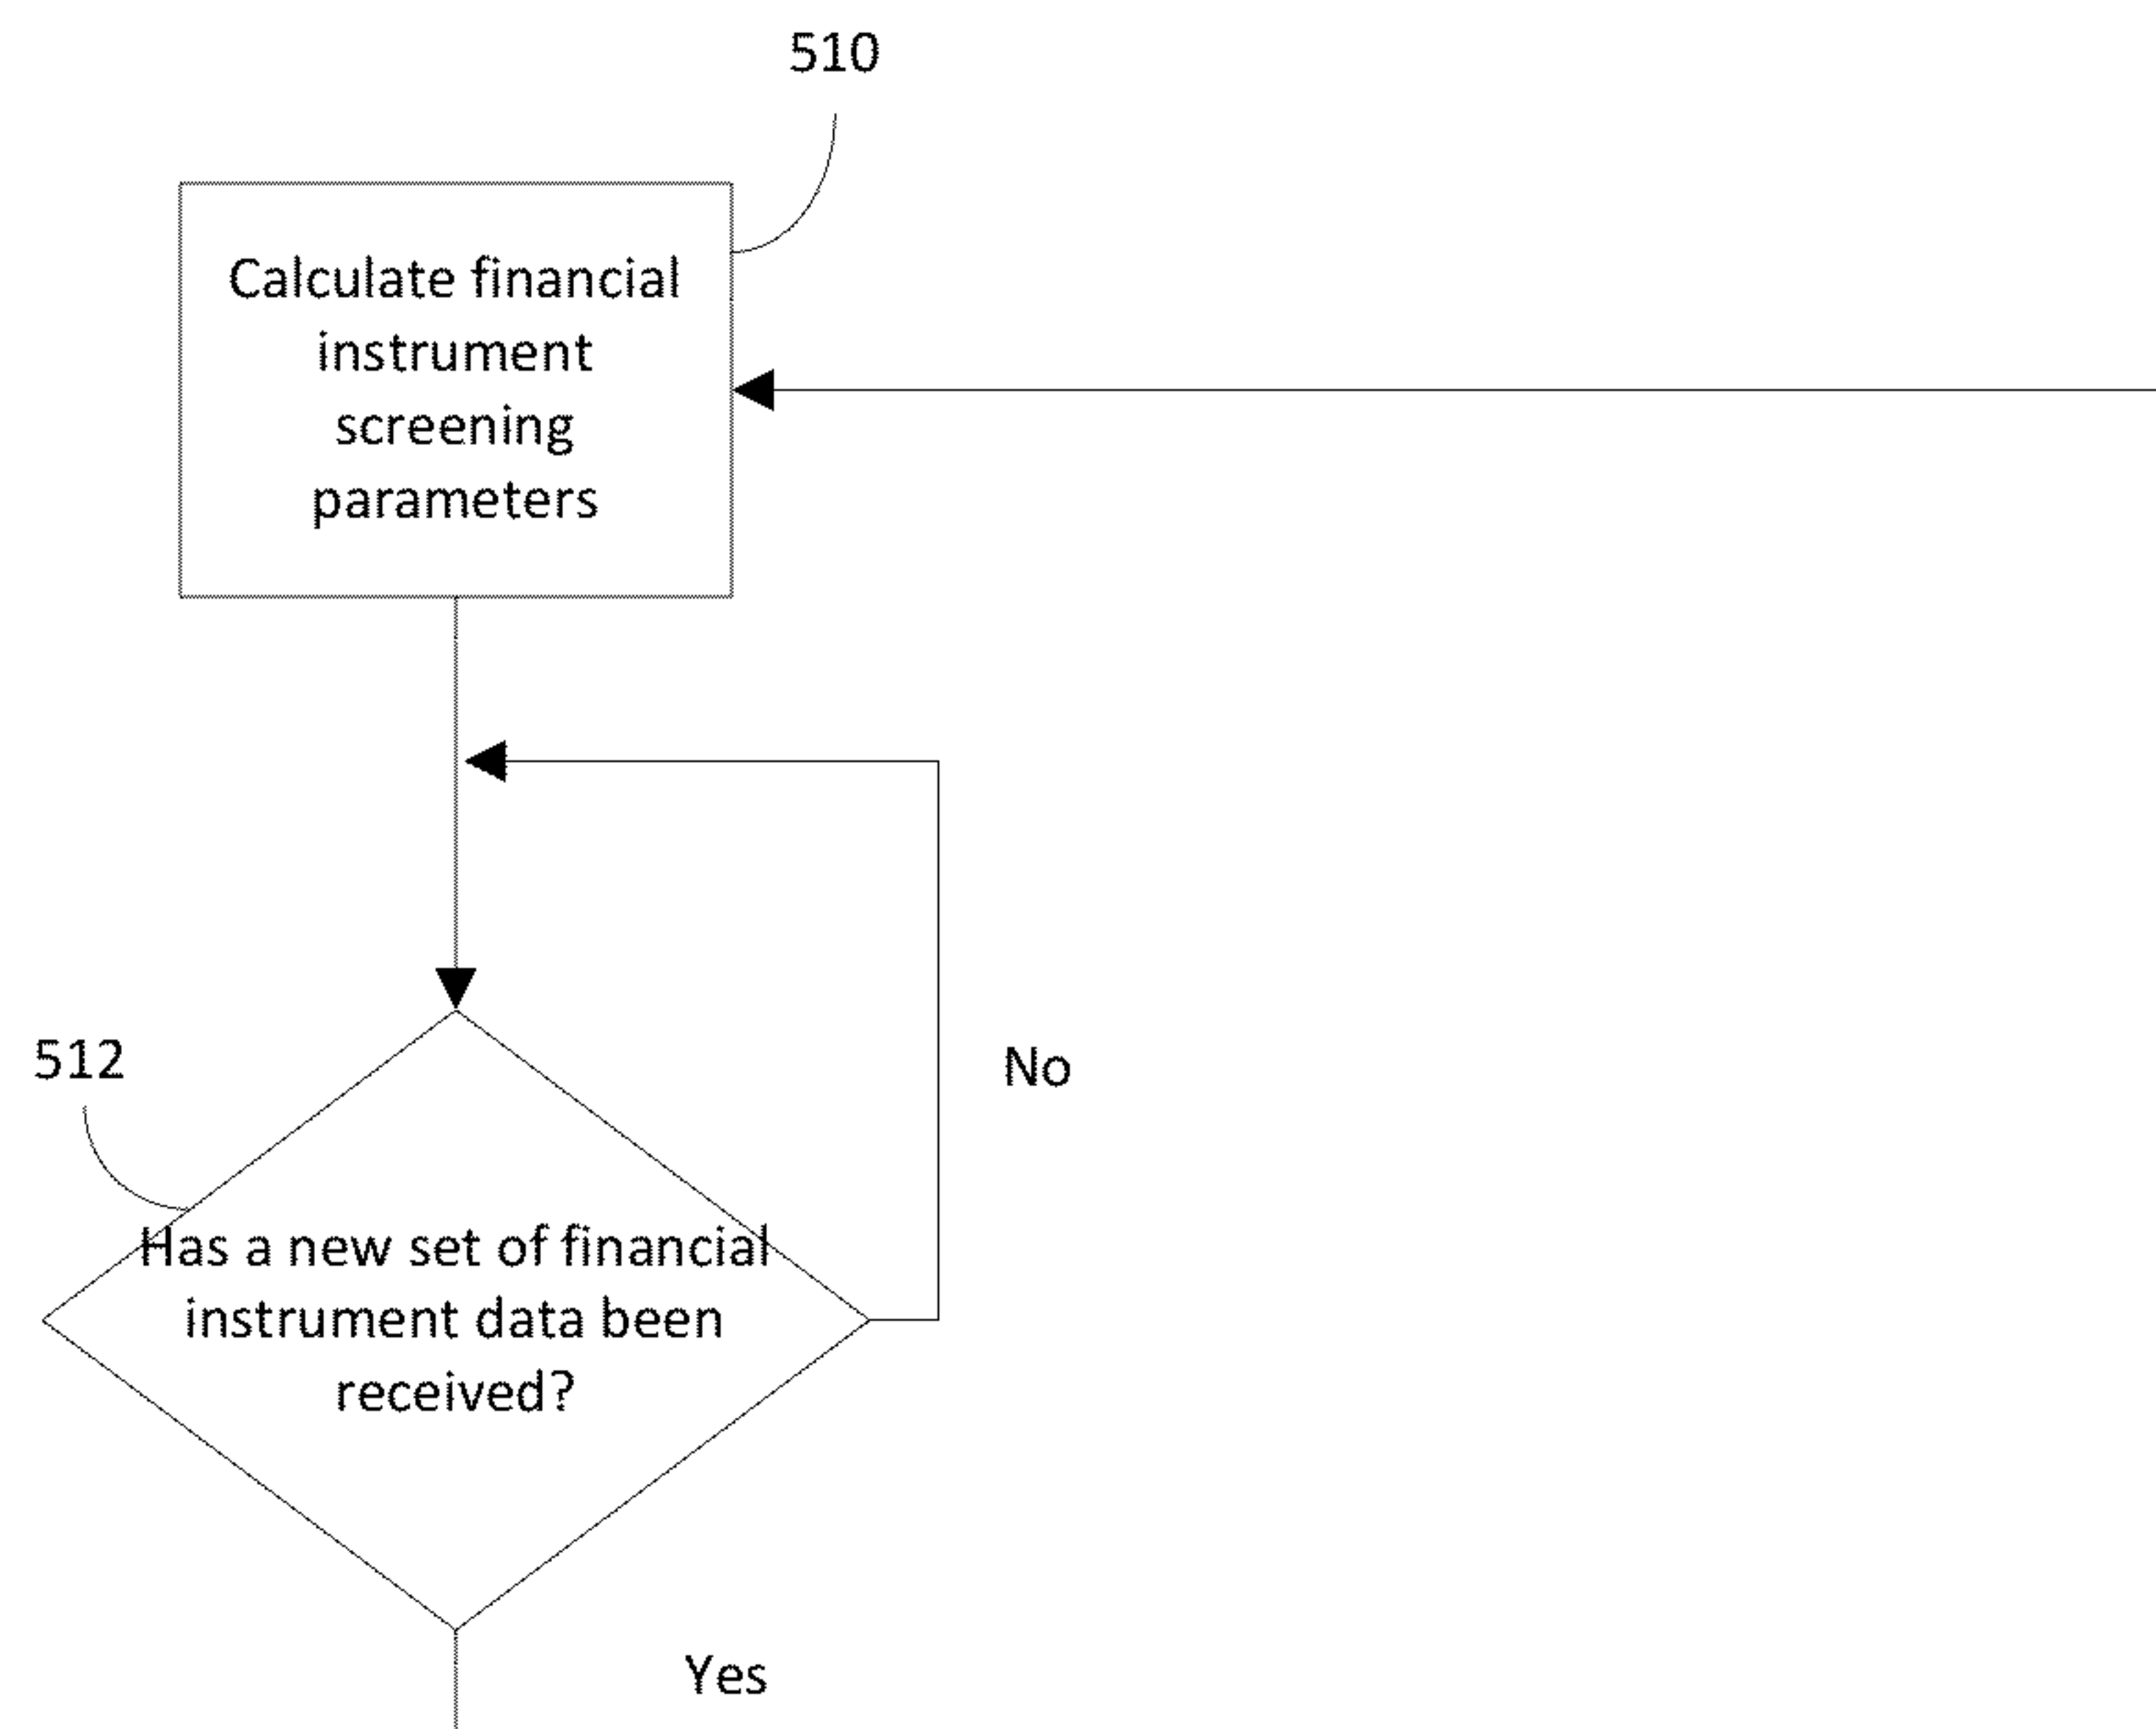 510
Calculate financial
instrument
screening
parameters
512
No
Has a new set of financial
instrument data been
received?
Yes